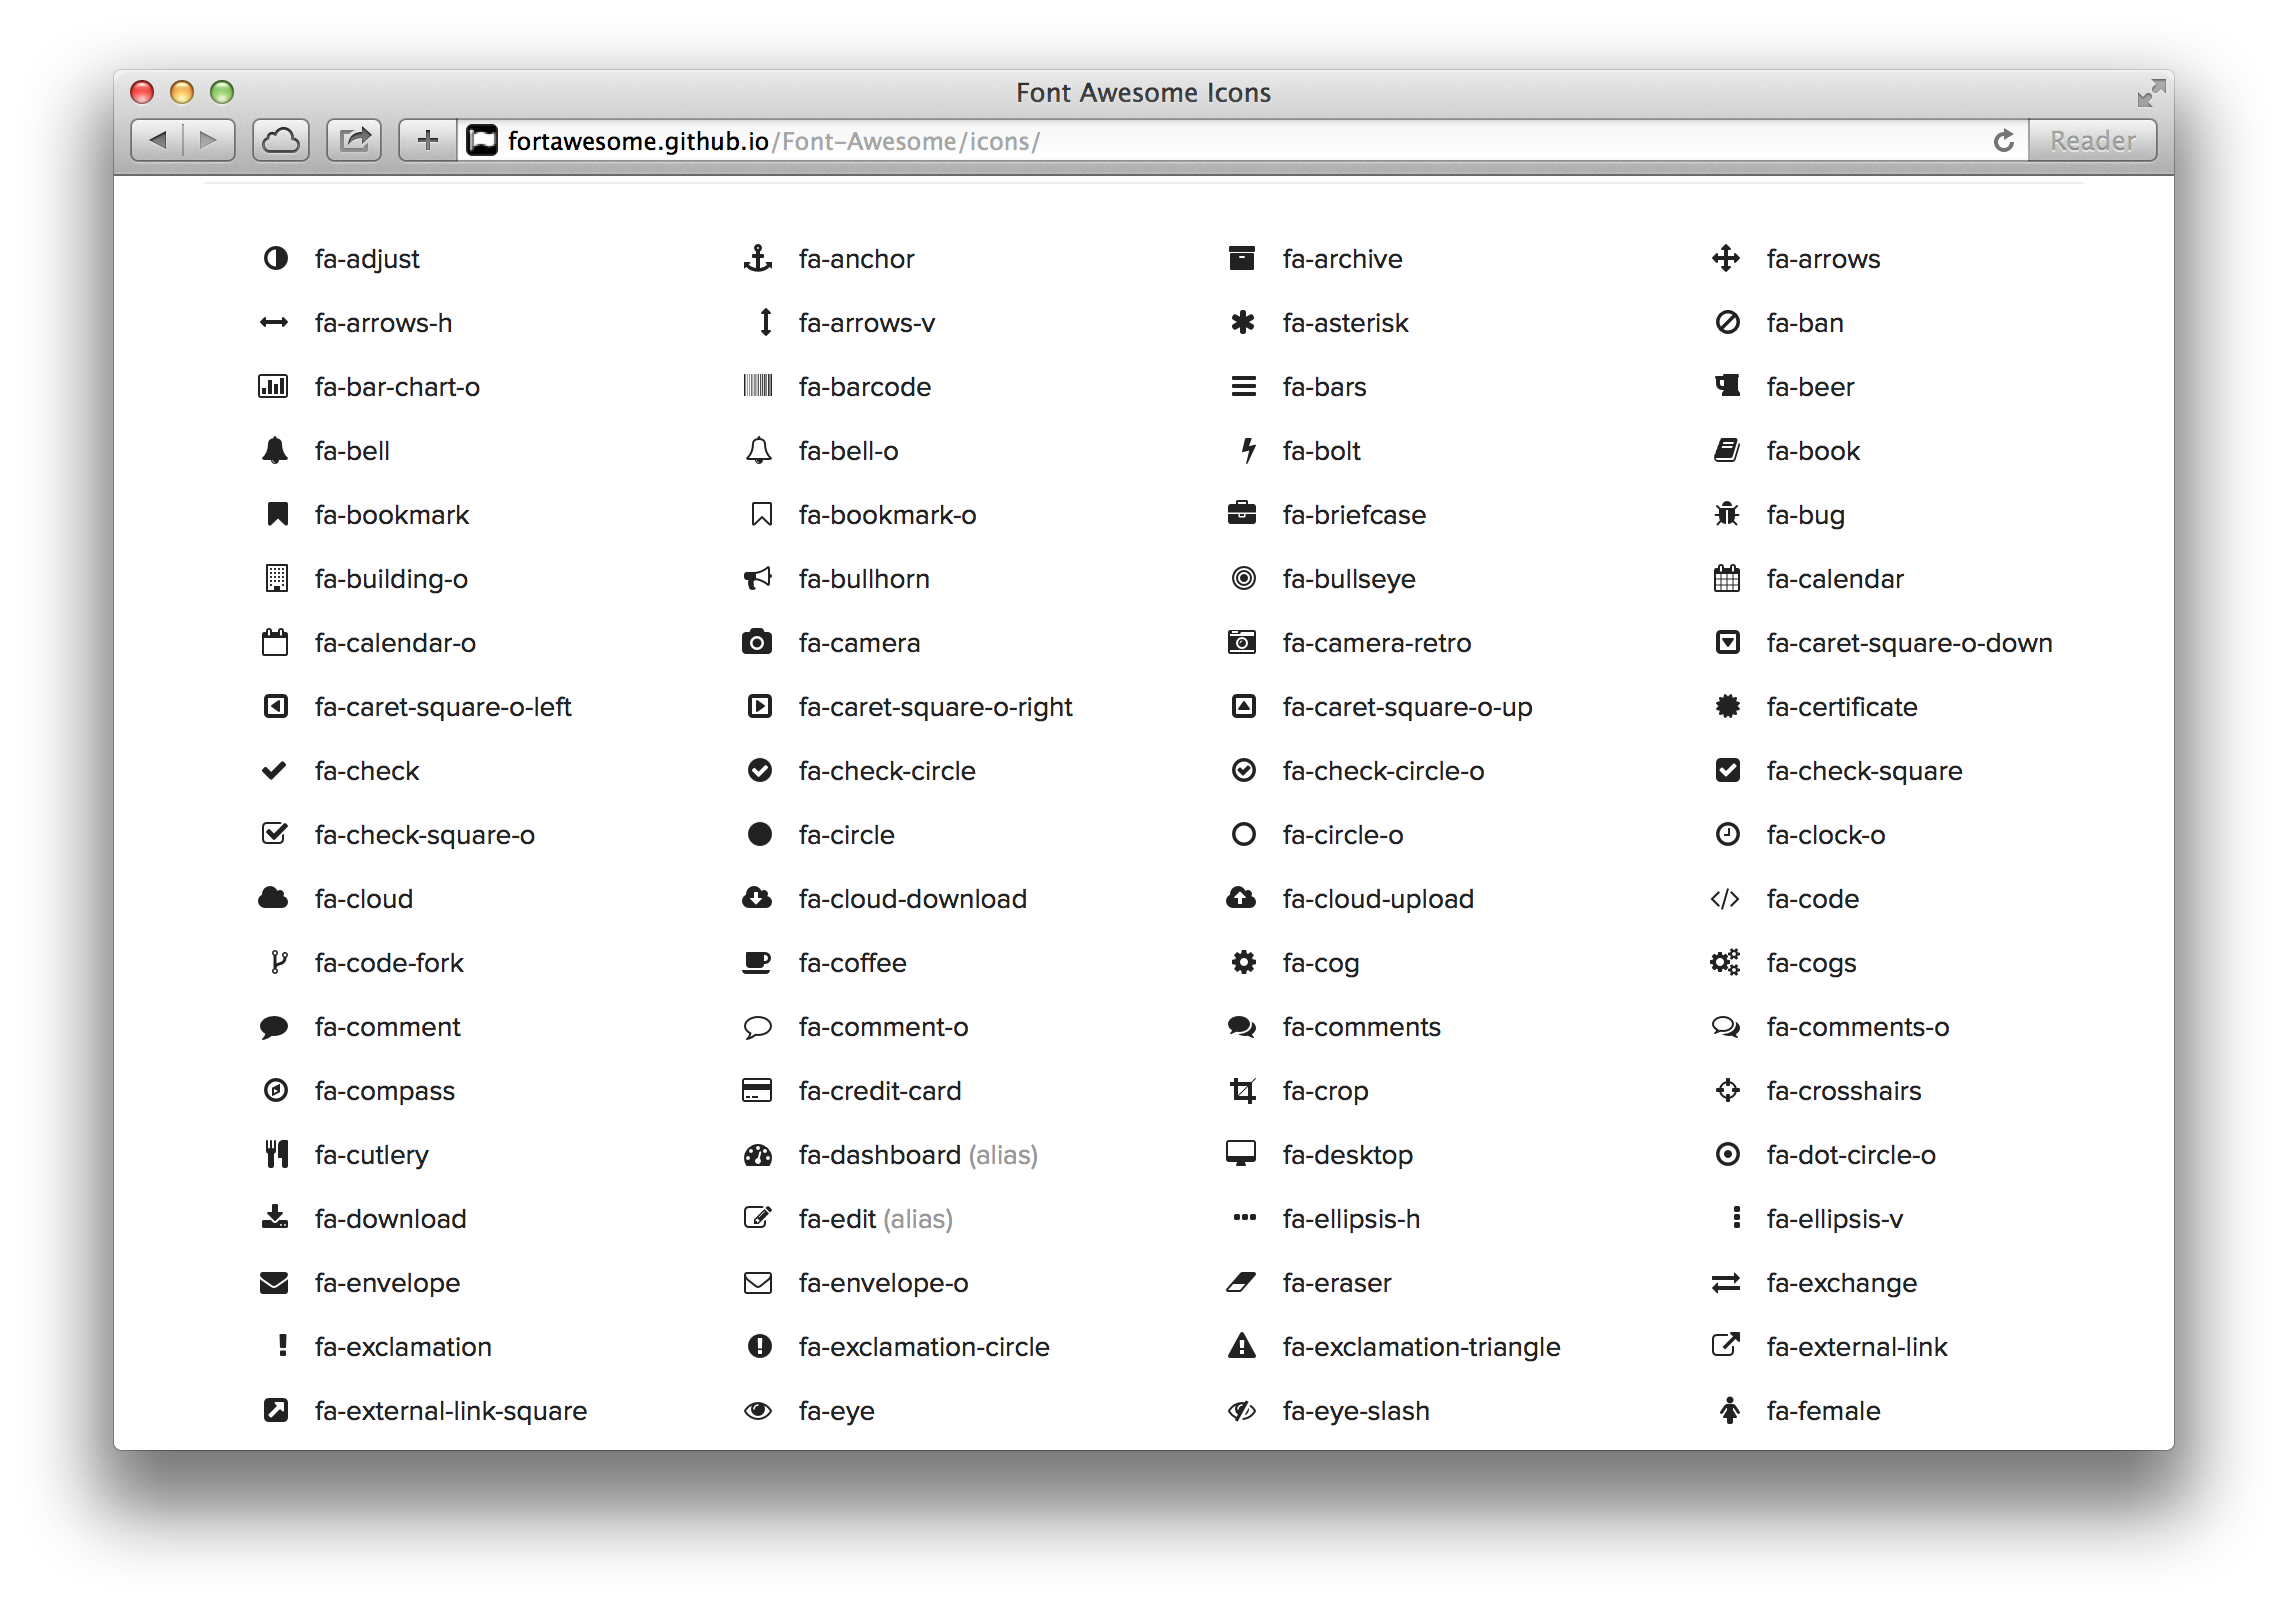 Font Awesome Icons
fortawesome.github.io/Font-Awesome/icons/ Reader
fa-adjust fa-anchor fa-archive fa-arrows
fa-arrows-h fa-arrows-v fa-asterisk fa-ban
fa-bar-chart-o fa-barcode fa-bars fa-beer
fa-bell fa-bell-o fa-bolt fa-book
fa-bookmark fa-bookmark-o fa-briefcase fa-bug
fa-building-o fa-bullhorn fa-bullseye fa-calendar
fa-calendar-o fa-camera fa-camera-retro fa-caret-square-o-down
fa-caret-square-o-left fa-caret-square-o-right fa-caret-square-o-up fa-certificate
fa-check fa-check-circle fa-check-circle-o fa-check-square
fa-check-square-o fa-circle fa-circle-o fa-clock-o
fa-cloud fa-cloud-download fa-cloud-upload fa-code
fa-code-fork fa-coffee fa-cog fa-cogs
fa-comment fa-comment-o fa-comments fa-comments-o
fa-compass fa-credit-card fa-crop fa-crosshairs
fa-cutlery fa-dashboard (alias) fa-desktop fa-dot-circle-o
fa-download fa-edit (alias) fa-ellipsis-h fa-ellipsis-v
fa-envelope fa-envelope-o fa-eraser fa-exchange
fa-exclamation fa-exclamation-circle fa-exclamation-triangle fa-external-link
fa-external-link-square fa-eye fa-eye-slash fa-female